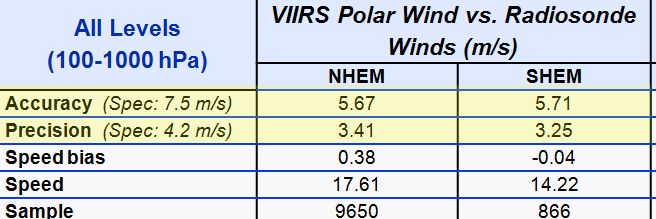 All Levels
(100-1000 hPa)
VIIRS Polar Wind vs. Radiosonde
Winds (m/s)
NHEM SHEM
Accuracy (Spec: 7.5 m/s) 5.67 5.71
Precision (Spec: 4.2 m/s) 3.41 3.25
Speed bias 0.38 -0.04
Speed 17.61 14.22
Sample 9650 866